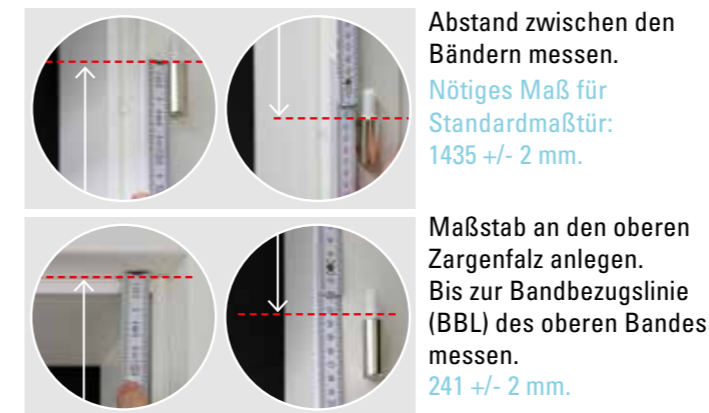 Abstand zwischen den
Bändern messen.
Nötiges Maß für
Standardmaßtür:
1435 +/- 2 mm.
Maßstab an den oberen
Zargenfalz anlegen.
Bis zur Bandbezugslinie
(BBL) des oberen Bandes
messen.
241 +/- 2 mm.